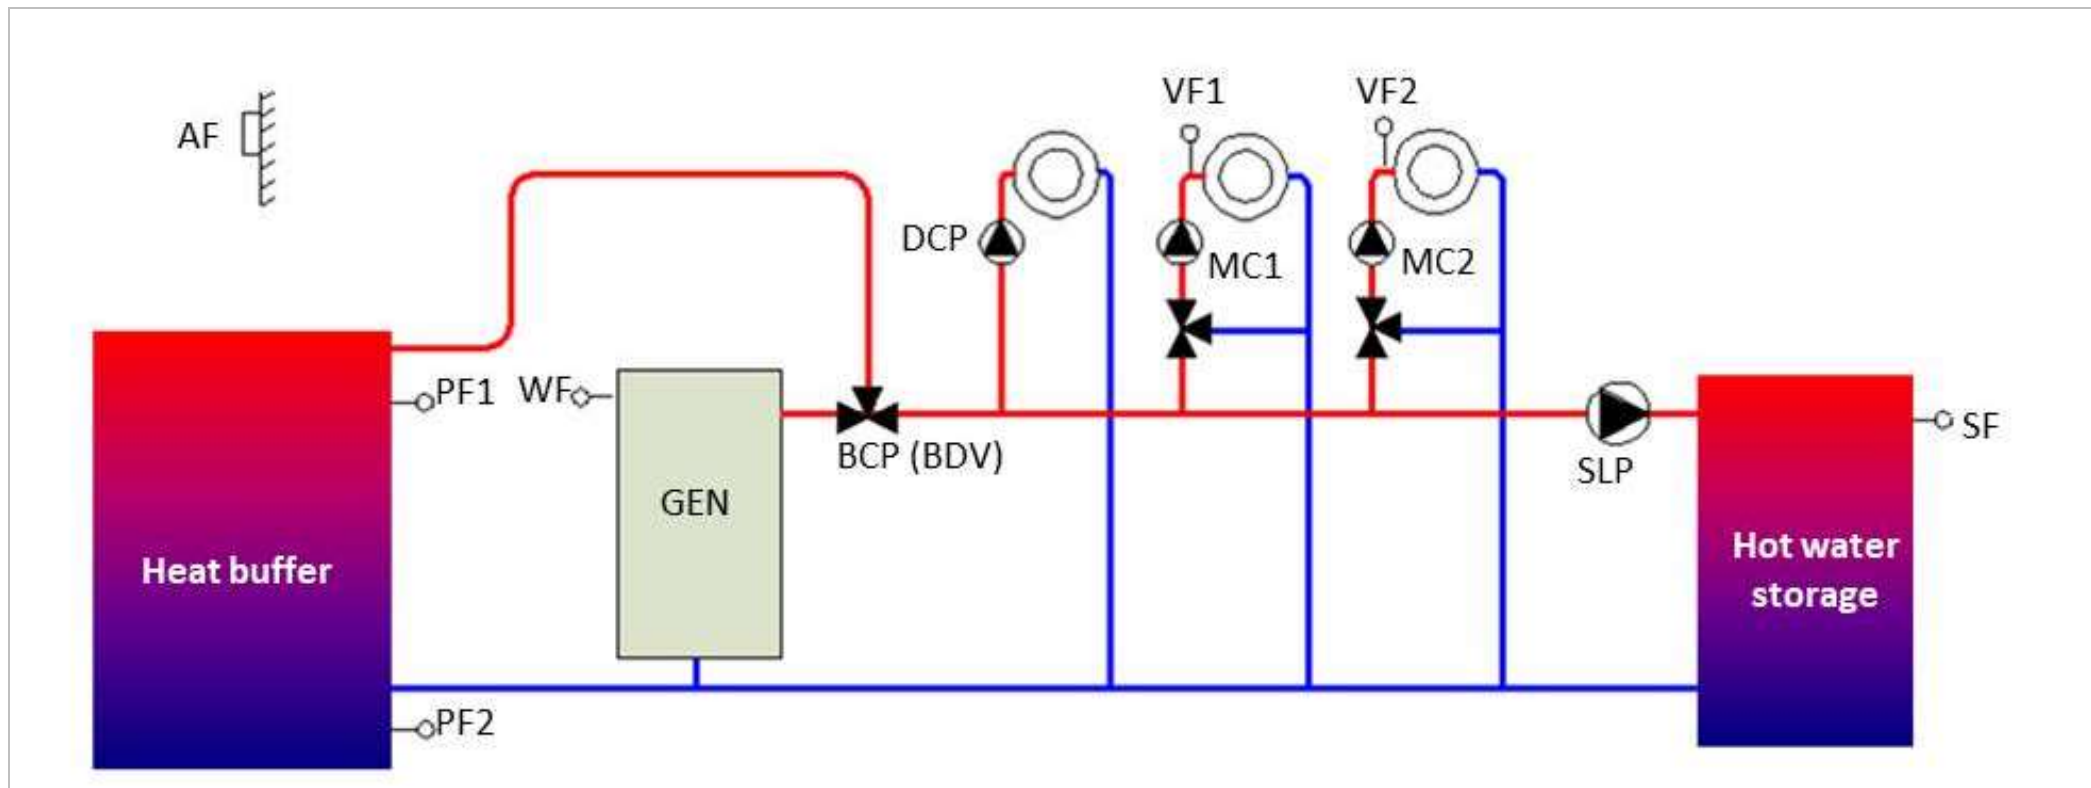 VF1
VF2
AF
DCP
MC1
MC2
PF1
WF
BCP (BDV)
SF
SLP
GEN
Heat buffer
Hot water
storage
PF2